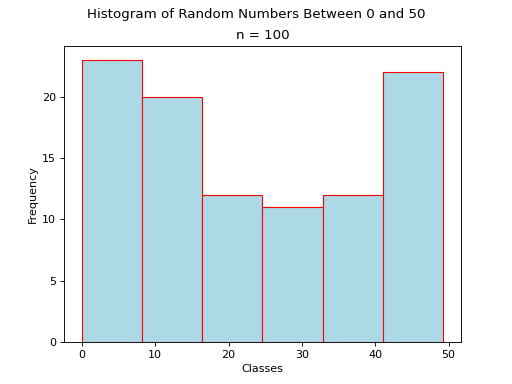 Histogram of Random Numbers Between 0 and 50
n = 100
Frequency
20
15
10
5
0
0 10 20 30 40 50
Classes